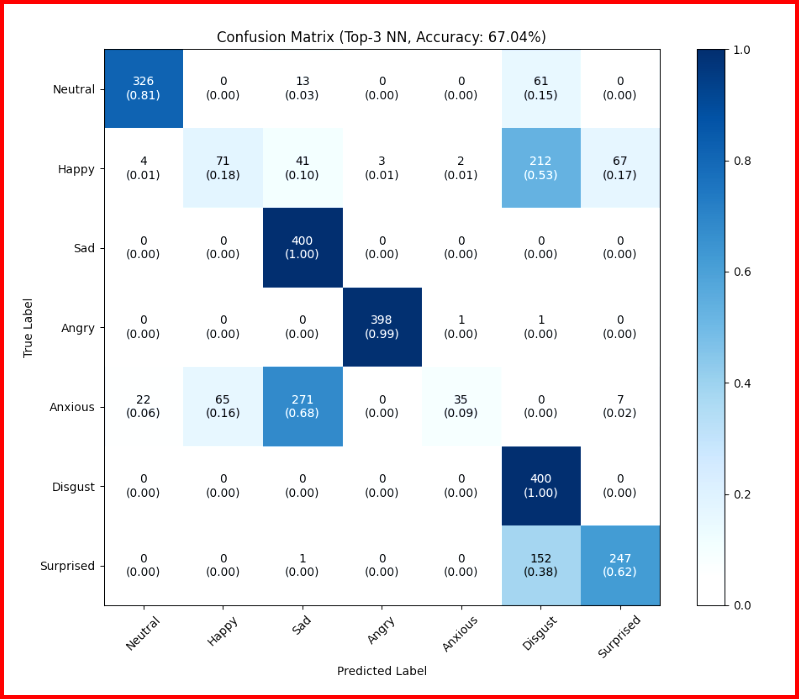 Confusion Matrix (Top-3 NN, Accuracy: 67.04%)
1.0
326 0 13 0 0 61 0
Neutral
(0.81) (0.00) (0.03) (0.00) (0.00) (0.15) (0.00)
0.8
4 71 41 3 2 212 67
Happy
(0.01) (0.18) (0.10) (0.01) (0.01) (0.53) (0.17)
0 0 400 0 0 0 0
Sad
(0.00) (0.00) (1.00) (0.00) (0.00) (0.00) (0.00)
0.6
True Label
0 0 0 398 1 1 0
Angry
(0.00) (0.00) (0.00) (0.99) (0.00) (0.00) (0.00)
0.4
22 65 271 0 35 0 7
Anxious
(0.06) (0.16) (0.68) (0.00) (0.09) (0.00) (0.02)
0 0 0 0 0 400 0
Disgust
(0.00) (0.00) (0.00) (0.00) (0.00) (1.00) (0.00)
0.2
0 0 1 0 0 152 247
Surprised
(0.00) (0.00) (0.00) (0.00) (0.00) (0.38) (0.62)
0.0
Neutral Happy Sad Angry Anxious Disgust Surprised
Predicted Label